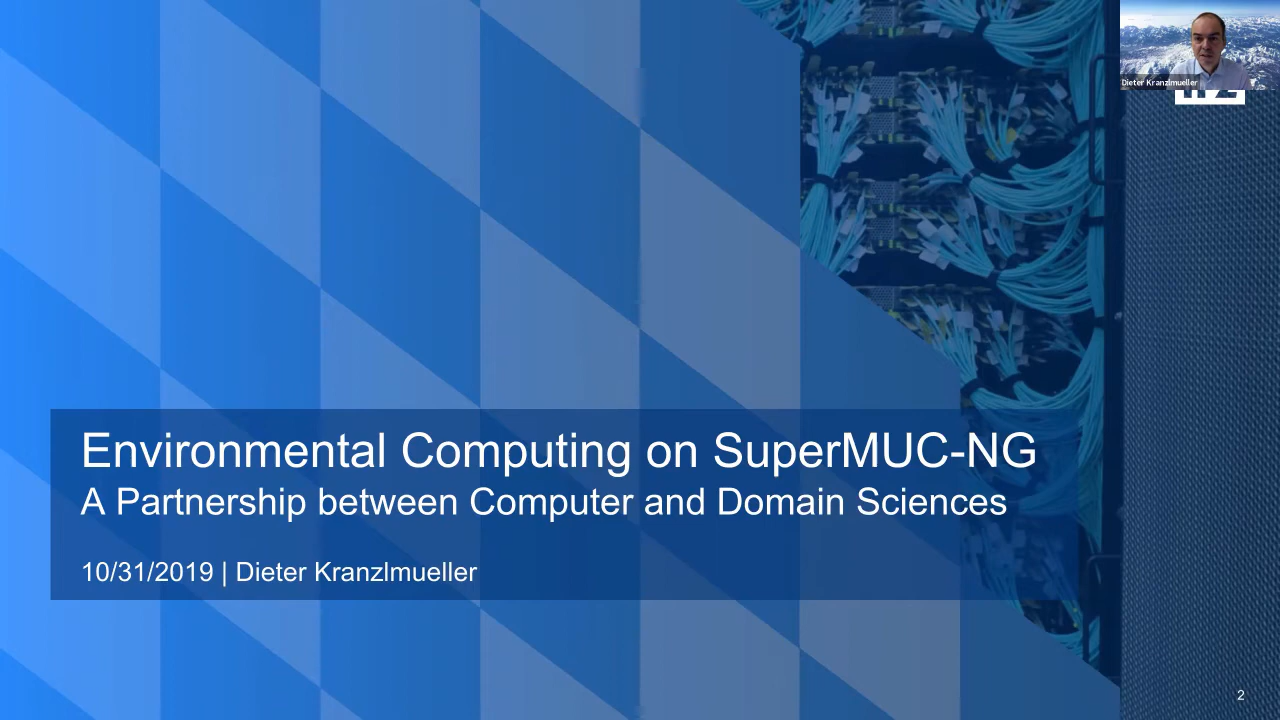 Dieter Kranzlmueller
Environmental Computing on SuperMUC-NG
A Partnership between Computer and Domain Sciences
10/31/2019 | Dieter Kranzlmueller
2